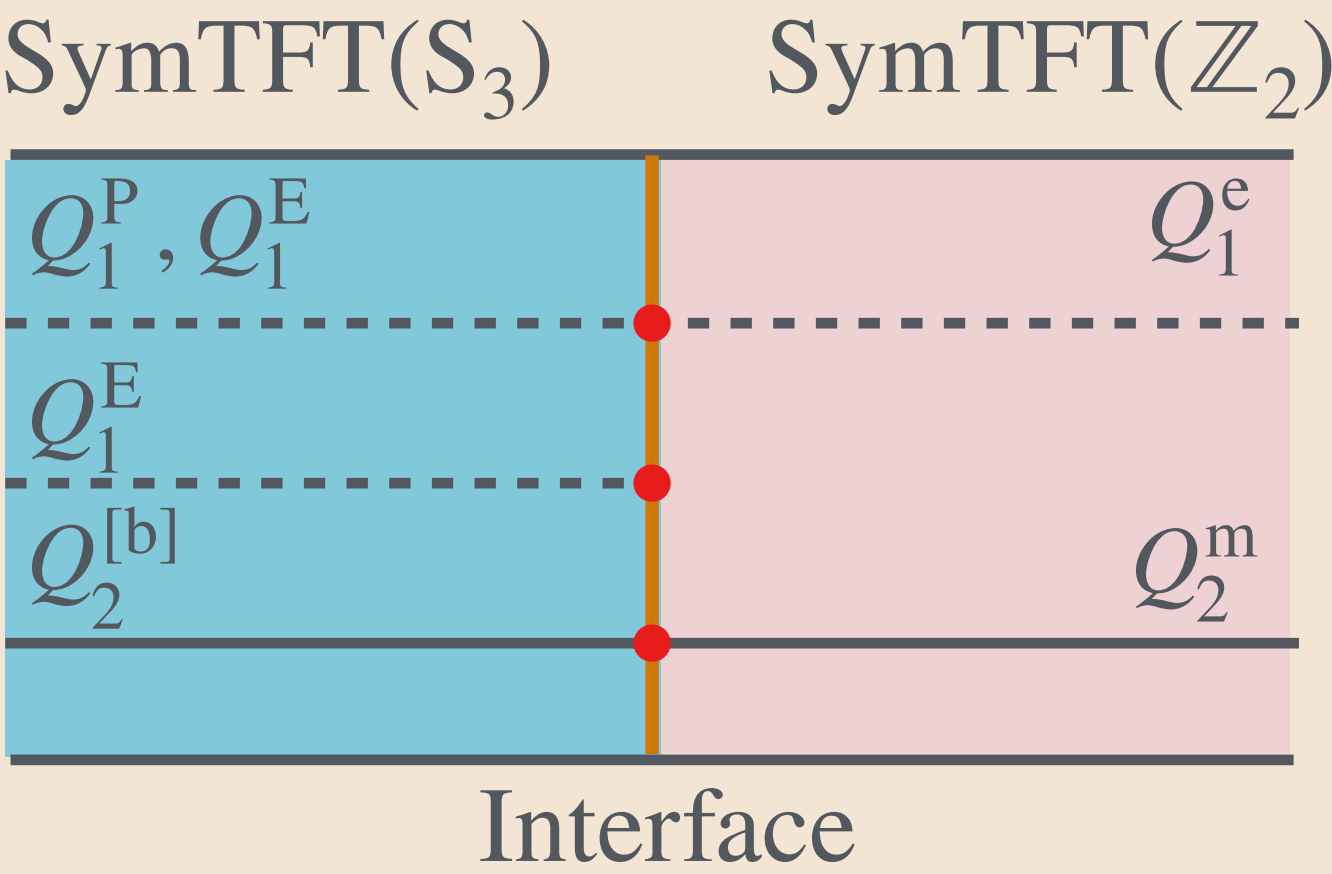 SymTFT(S₃) SymTFT(ℤ₂)
Q₁ᴾ , Q₁ᴱ Q₁ᵉ
Q₁ᴱ
Q₂^[b] Q₂ᵐ
Interface